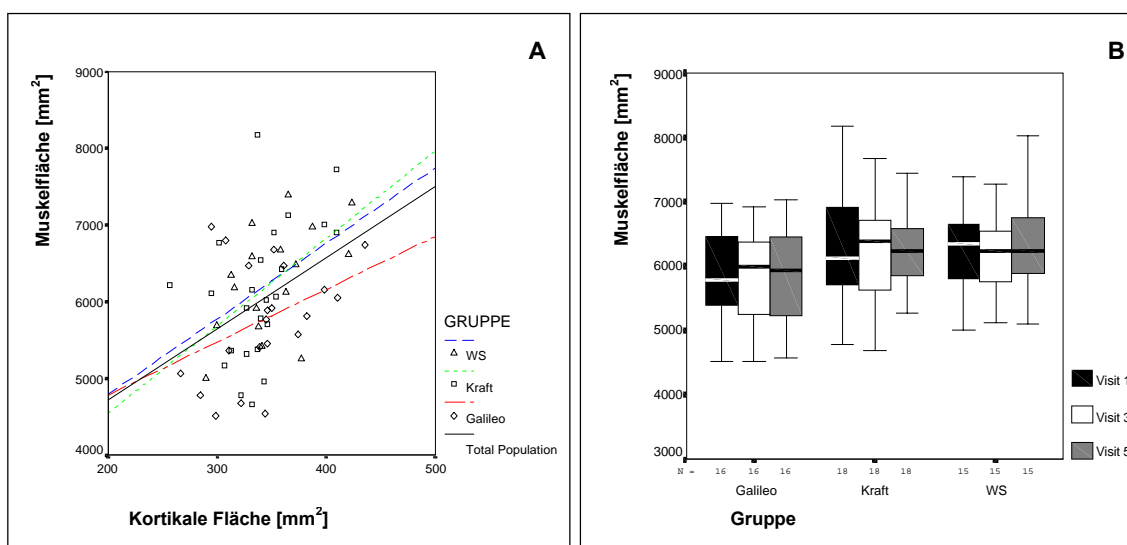 A
Muskelfläche [mm²]
9000
8000
7000
6000
5000
4000
200 300 400 500
Kortikale Fläche [mm²]
GRUPPE
WS
Kraft
Galileo
Total Population
B
Muskelfläche [mm²]
9000
8000
7000
6000
5000
4000
3000
N = 16 16 16 18 18 18 15 15 15
Galileo Kraft WS
Gruppe
Visit 1
Visit 3
Visit 5